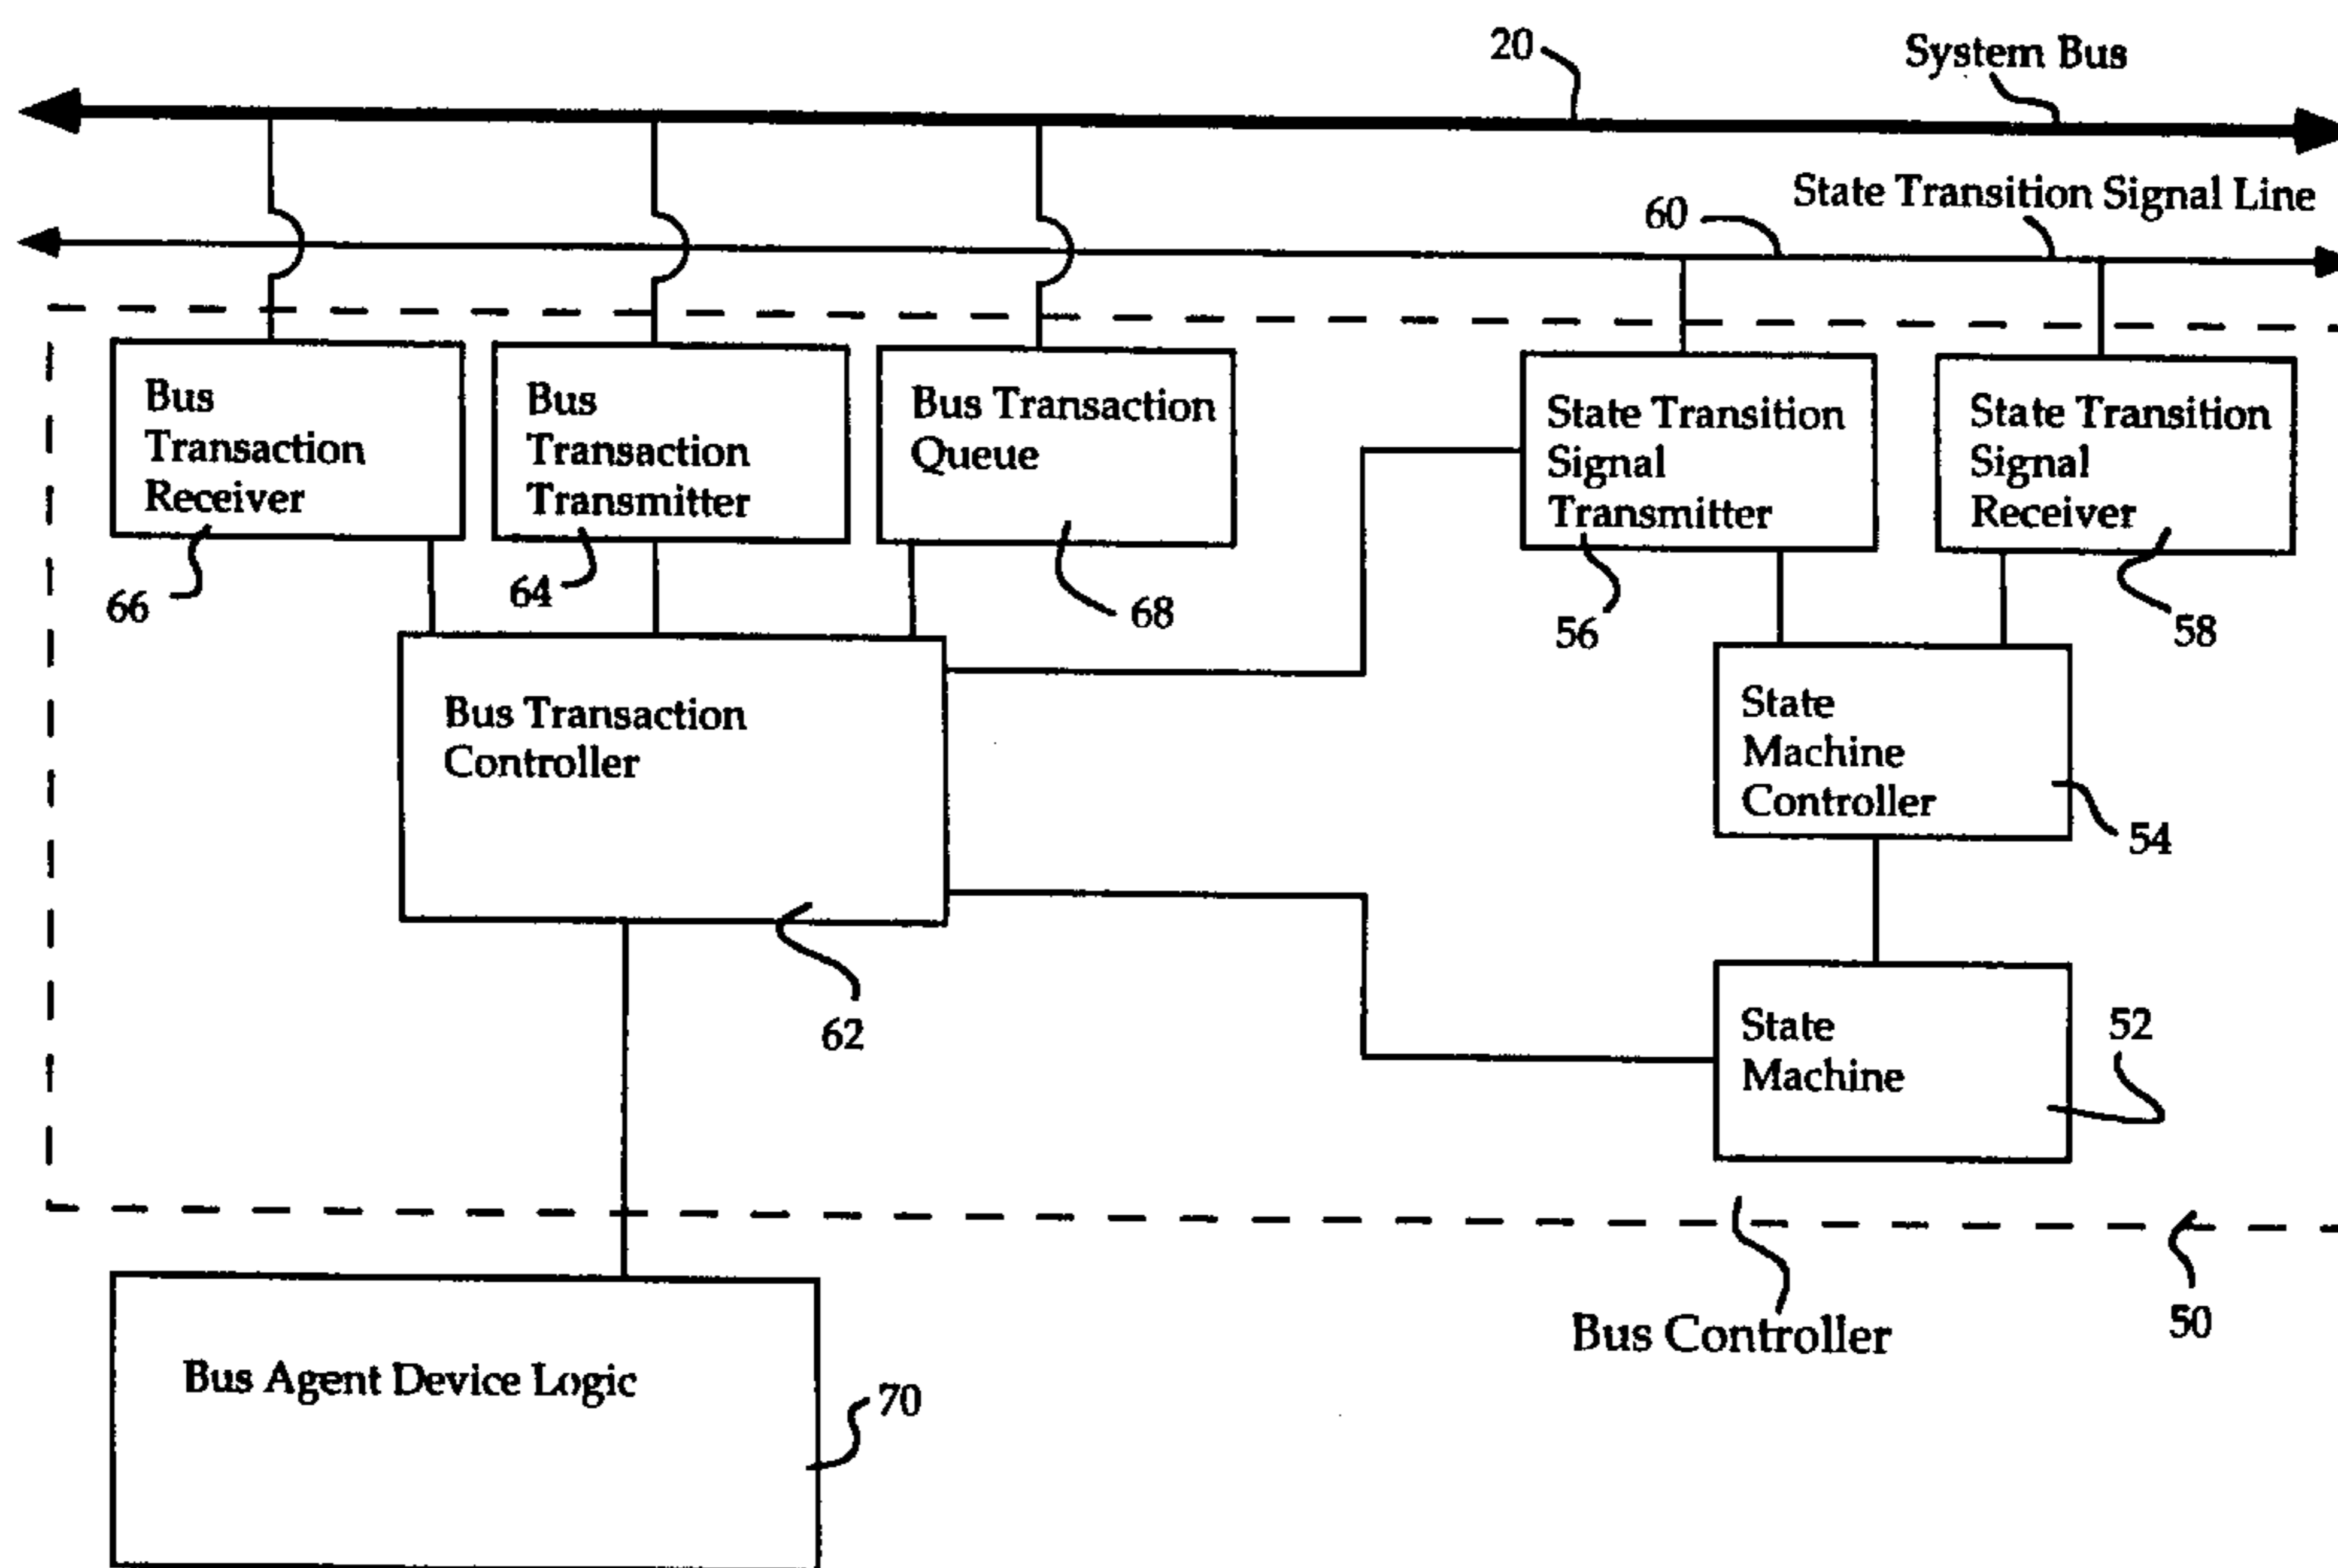 20
System Bus
State Transition Signal Line
60
Bus
Transaction
Receiver
Bus
Transaction
Transmitter
Bus Transaction
Queue
State Transition
Signal
Transmitter
State Transition
Signal
Receiver
66
64
68
56
58
Bus Transaction
Controller
State
Machine
Controller
54
62
State
Machine
52
Bus Controller
50
Bus Agent Device Logic
70